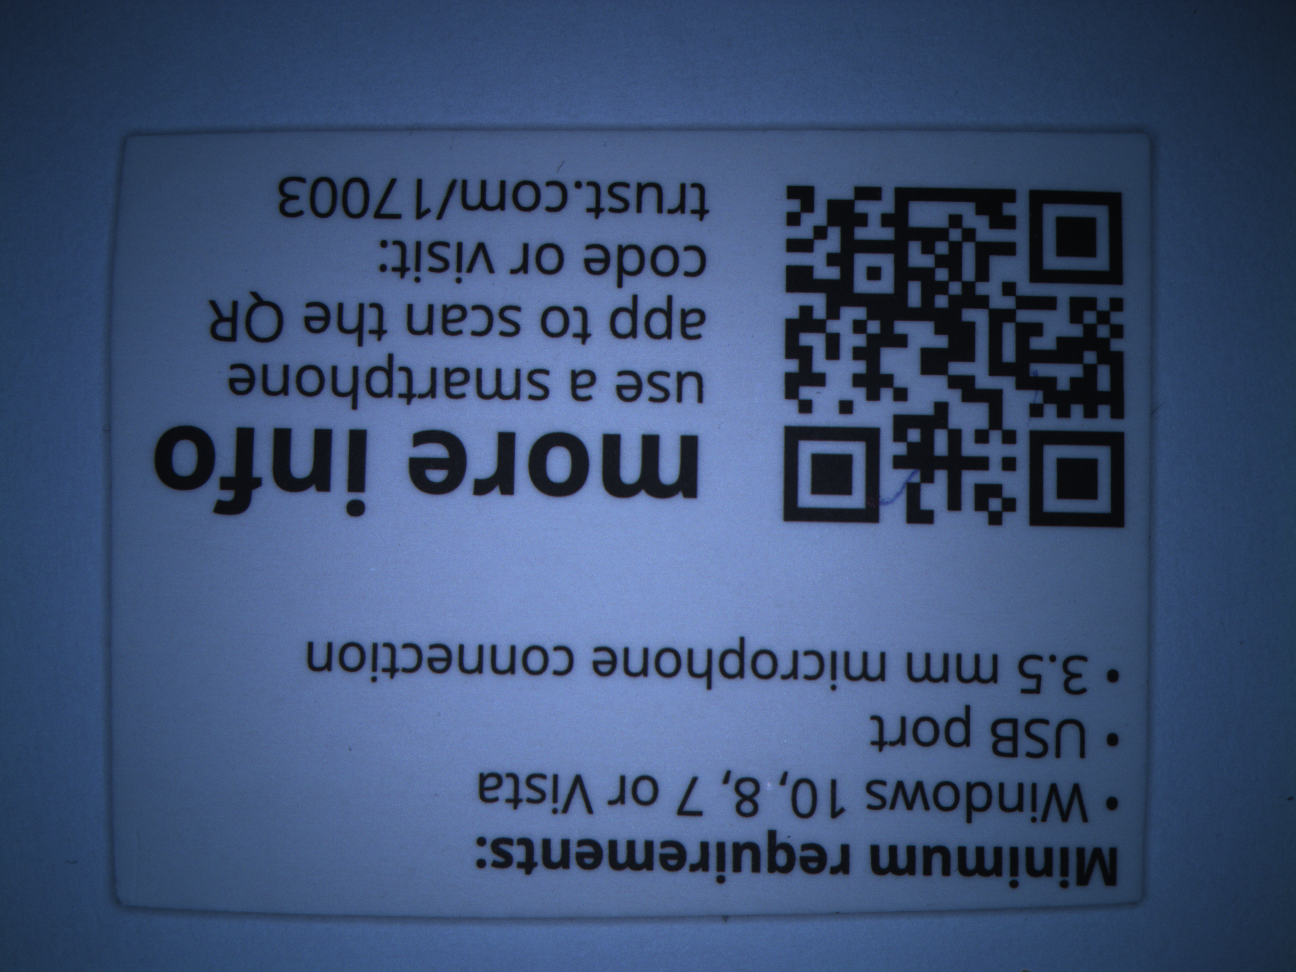 Minimum requirements:
• Windows 10, 8, 7 or Vista
• USB port
• 3.5 mm microphone connection
more info
use a smartphone
app to scan the QR
code or visit:
trust.com/17003